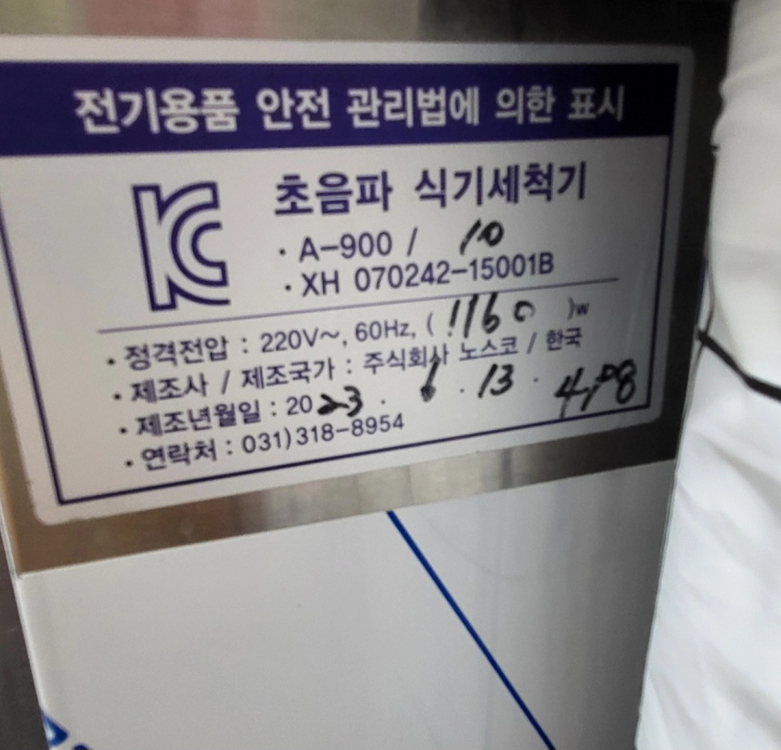 전기용품 안전 관리법에 의한 표시
KC
초음파 식기세척기
· A-900 / 10
· XH 070242-15001B
· 정격전압 : 220V~, 60Hz, ( 1160 )w
· 제조사 / 제조국가 : 주식회사 노스코 / 한국
· 제조년월일 : 2023 . 6 . 13 .
· 연락처 : 031)318-8954